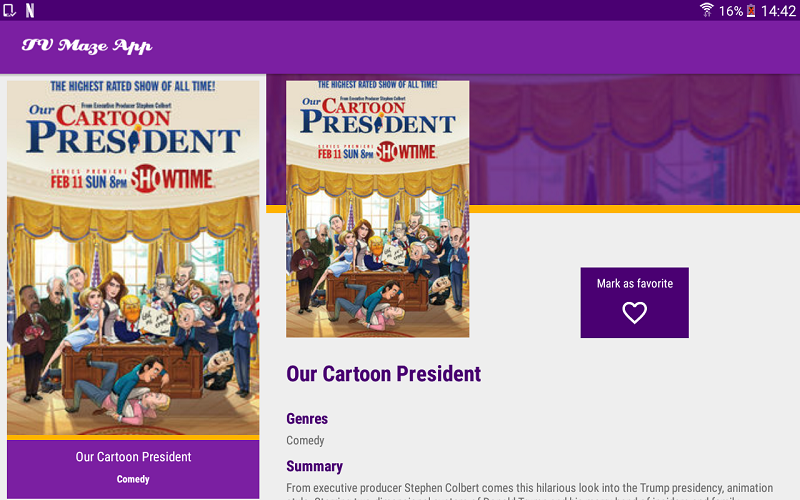 16%
14:42
TV Maze App
THE HIGHEST RATED SHOW OF ALL TIME!
From Executive Producer Stephen Colbert
Our CARTOON
PRESIDENT
SERIES PREMIERE
FEB 11 SUN 8PM
SHOWTIME
Our Cartoon President
Comedy
THE HIGHEST RATED SHOW OF ALL TIME!
From Executive Producer Stephen Colbert
Our CARTOON
PRESIDENT
SERIES PREMIERE
FEB 11 SUN 8PM
SHOWTIME
Mark as favorite
Our Cartoon President
Genres
Comedy
Summary
From executive producer Stephen Colbert comes this hilarious look into the Trump presidency, animation